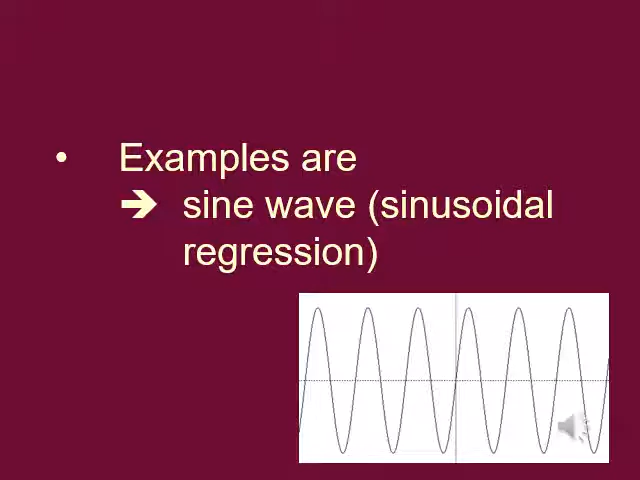 • Examples are
➔ sine wave (sinusoidal
regression)